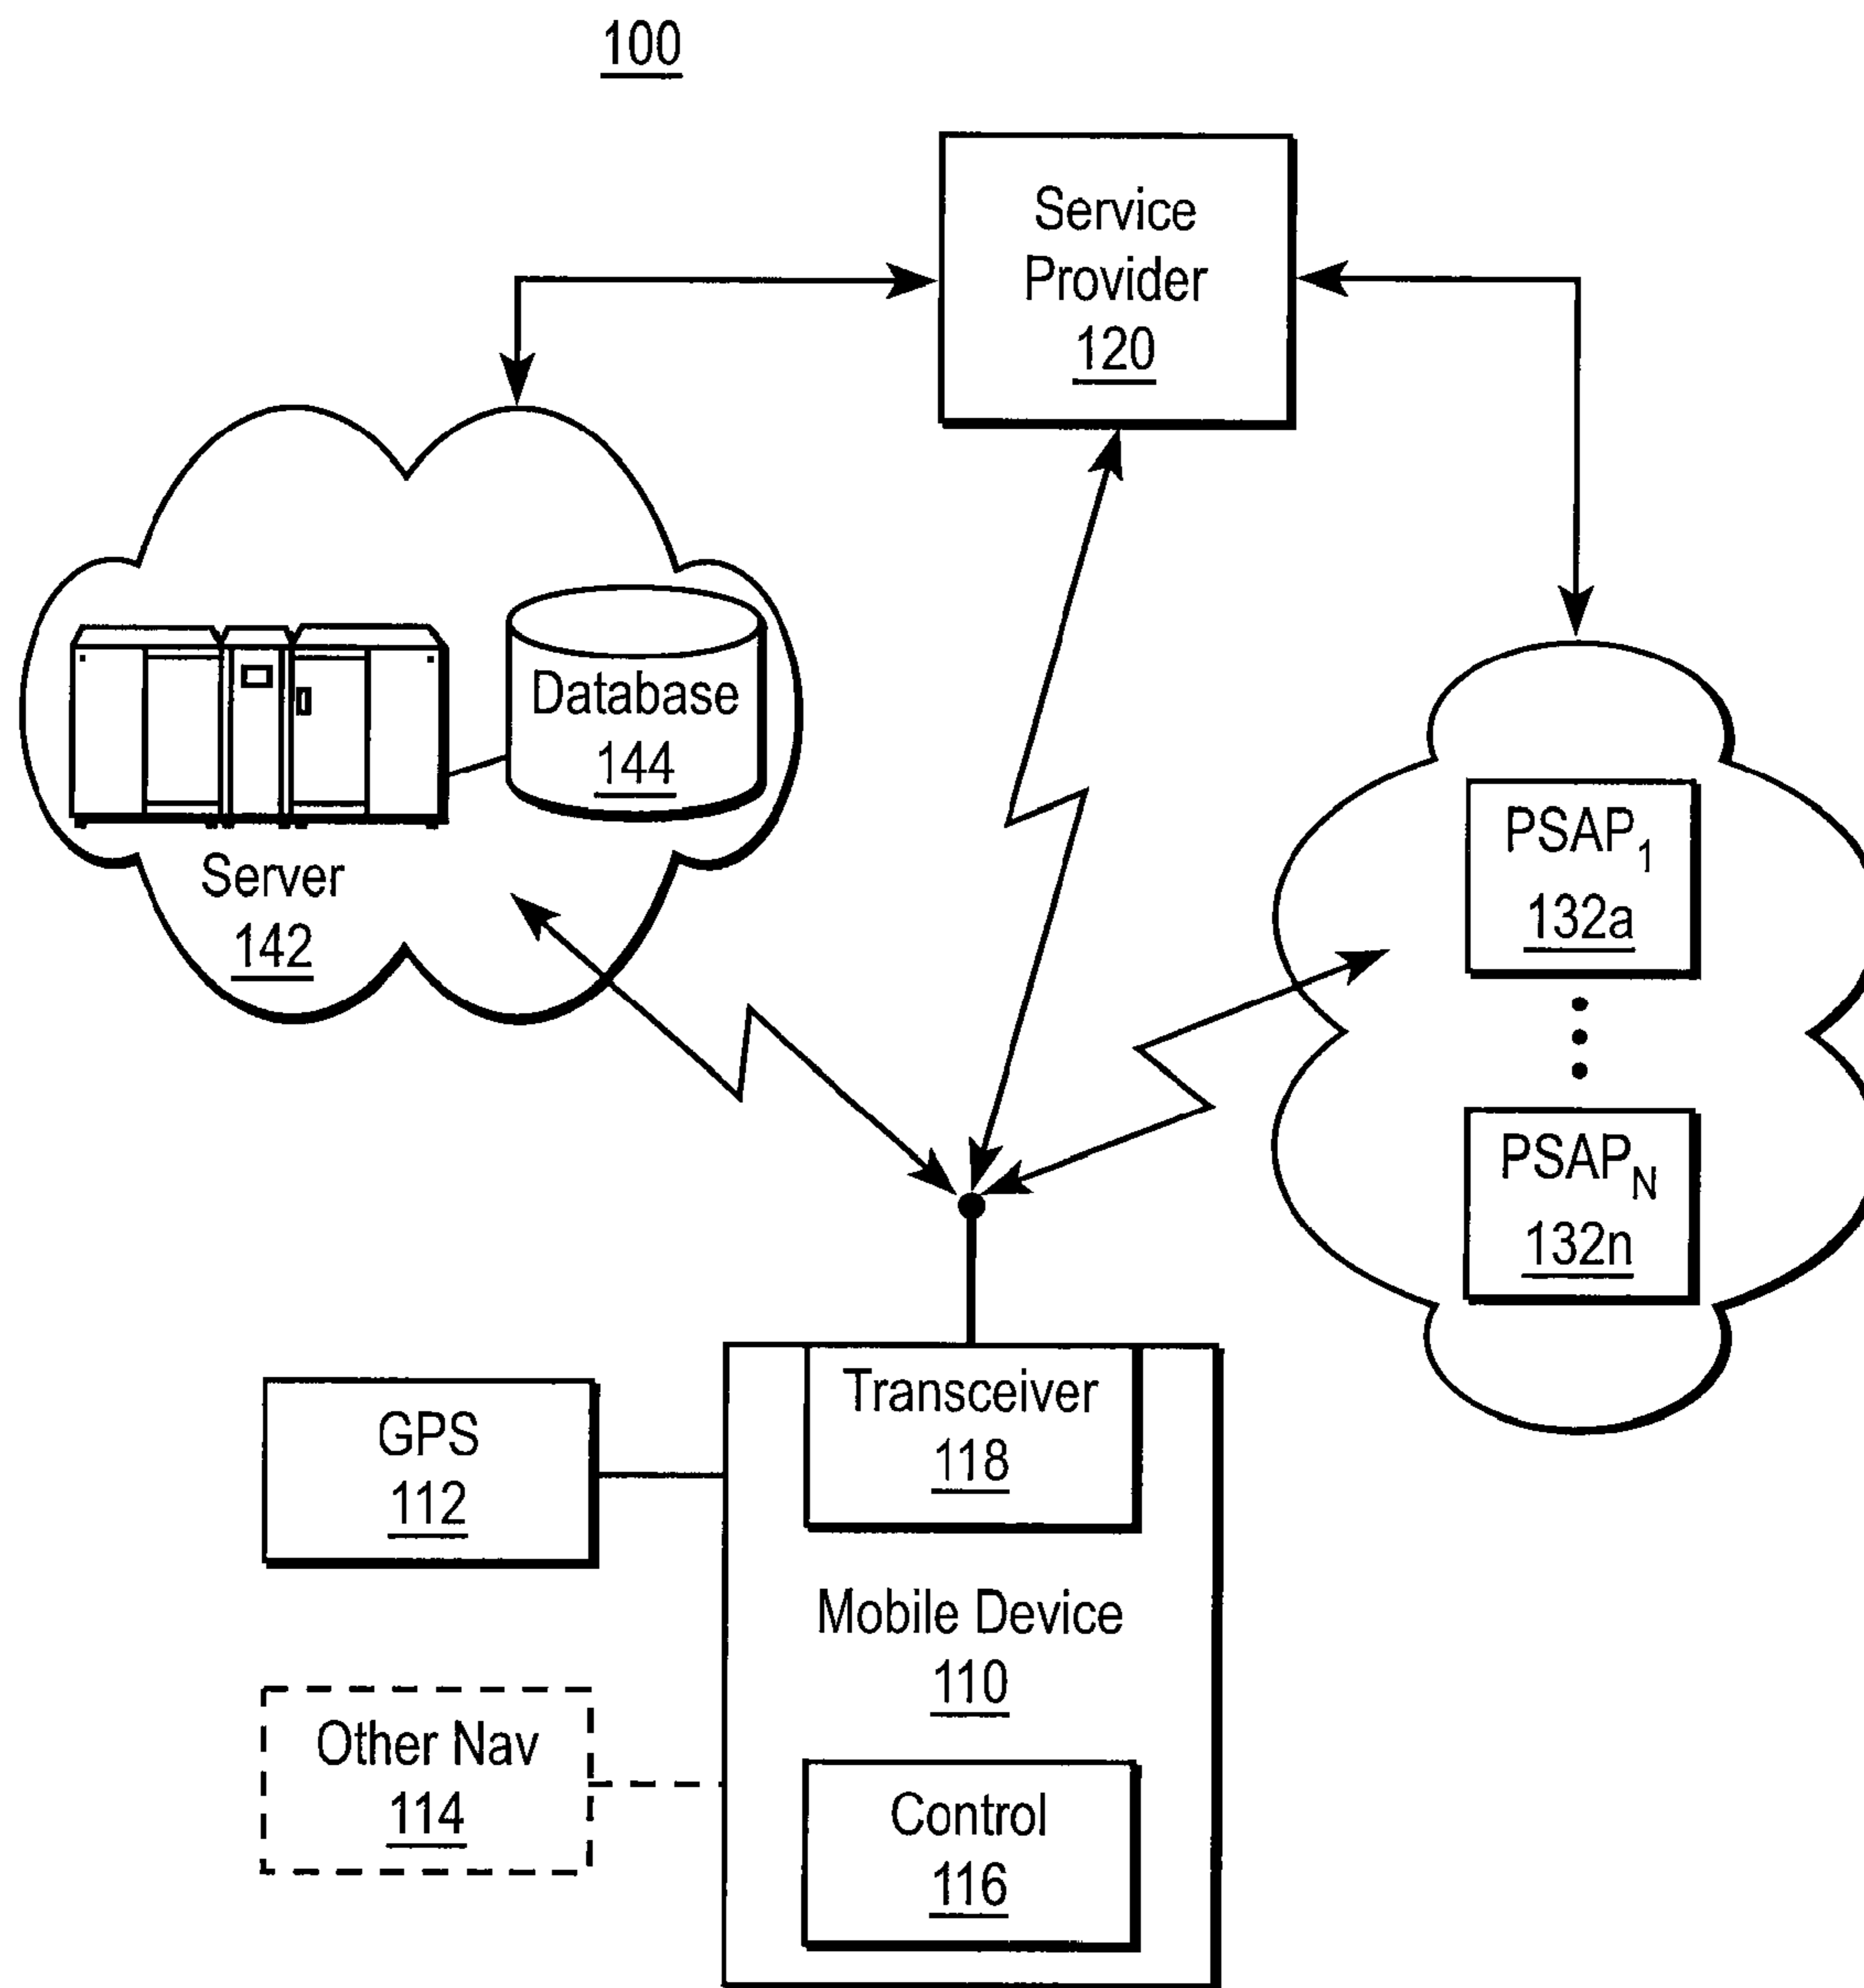 100
Service
Provider
120
Database
144
Server
142
PSAP1
132a
PSAPN
132n
Transceiver
118
GPS
112
Mobile Device
110
Other Nav
114
Control
116